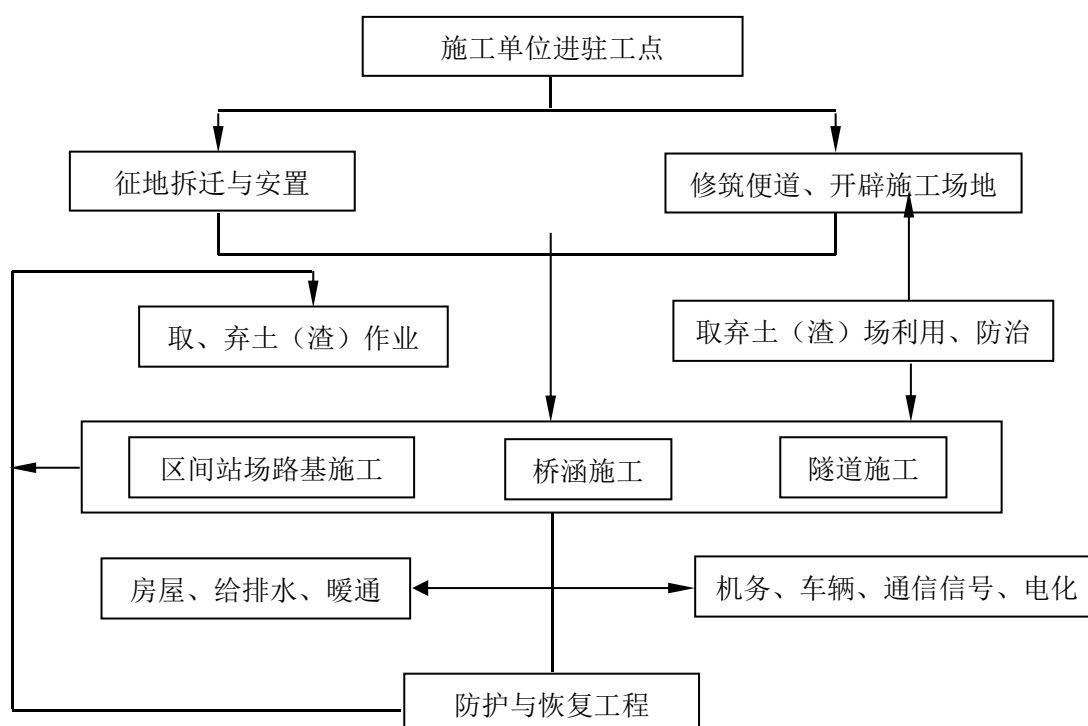 施工单位进驻工点
征地拆迁与安置
修筑便道、开辟施工场地
取、弃土（渣）作业
取弃土（渣）场利用、防治
区间站场路基施工
桥涵施工
隧道施工
房屋、给排水、暖通
机务、车辆、通信信号、电化
防护与恢复工程